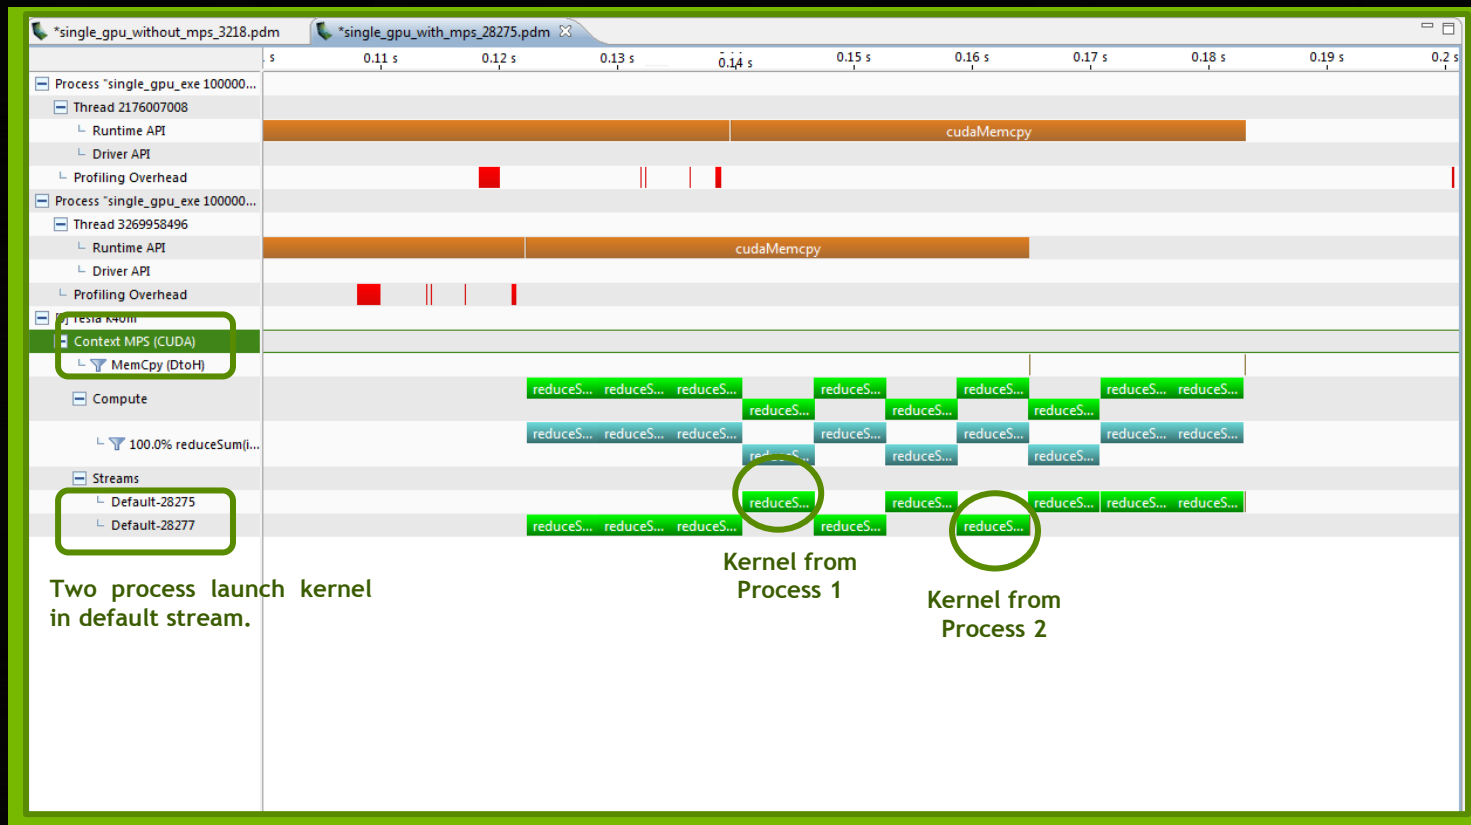 *single_gpu_without_mps_3218.pdm *single_gpu_with_mps_28275.pdm
s 0.11 s 0.12 s 0.13 s 0.14 s 0.15 s 0.16 s 0.17 s 0.18 s 0.19 s 0.2 s
Process "single_gpu_exe 100000...
Thread 2176007008
Runtime API
cudaMemcpy
Driver API
Profiling Overhead
Process "single_gpu_exe 100000...
Thread 3269958496
Runtime API
cudaMemcpy
Driver API
Profiling Overhead
Tesla K40m
Context MPS (CUDA)
MemCpy (DtoH)
reduceS... reduceS... reduceS... reduceS... reduceS... reduceS... reduceS...
Compute
reduceS... reduceS... reduceS...
reduceS... reduceS... reduceS... reduceS... reduceS... reduceS... reduceS...
100.0% reduceSum(i...
reduceS... reduceS... reduceS...
Streams
Default-28275
reduceS... reduceS... reduceS... reduceS... reduceS...
Default-28277
reduceS... reduceS... reduceS... reduceS... reduceS...
Kernel from
Process 1
Two process launch kernel
in default stream.
Kernel from
Process 2